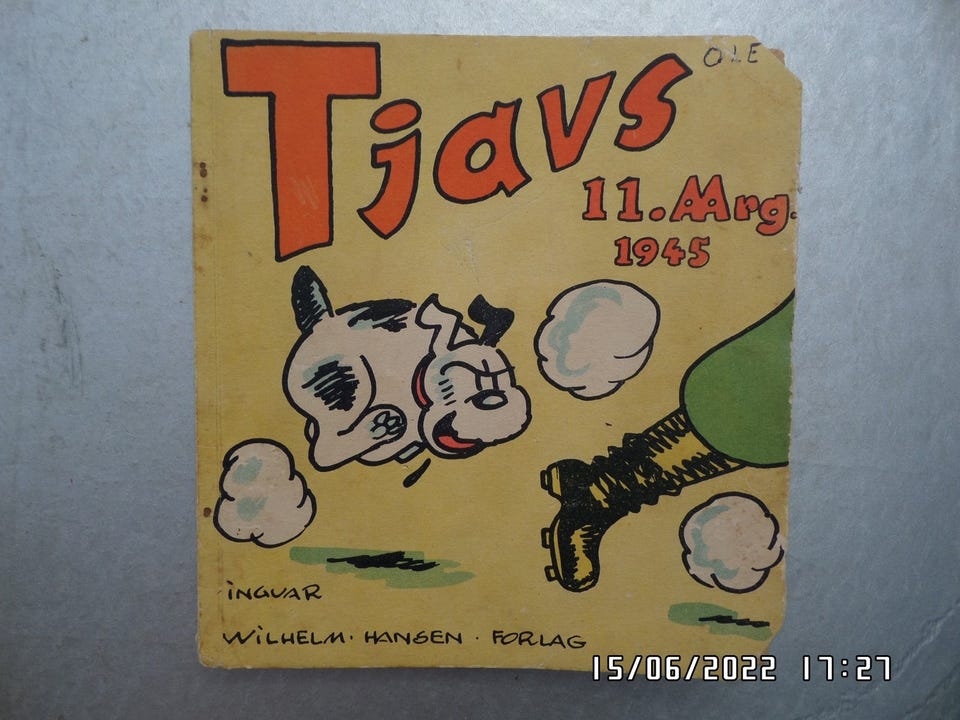 OLE
Tjavs
11. AArg.
1945
INGVAR
WILHELM · HANSEN · FORLAG
15/06/2022 17:27